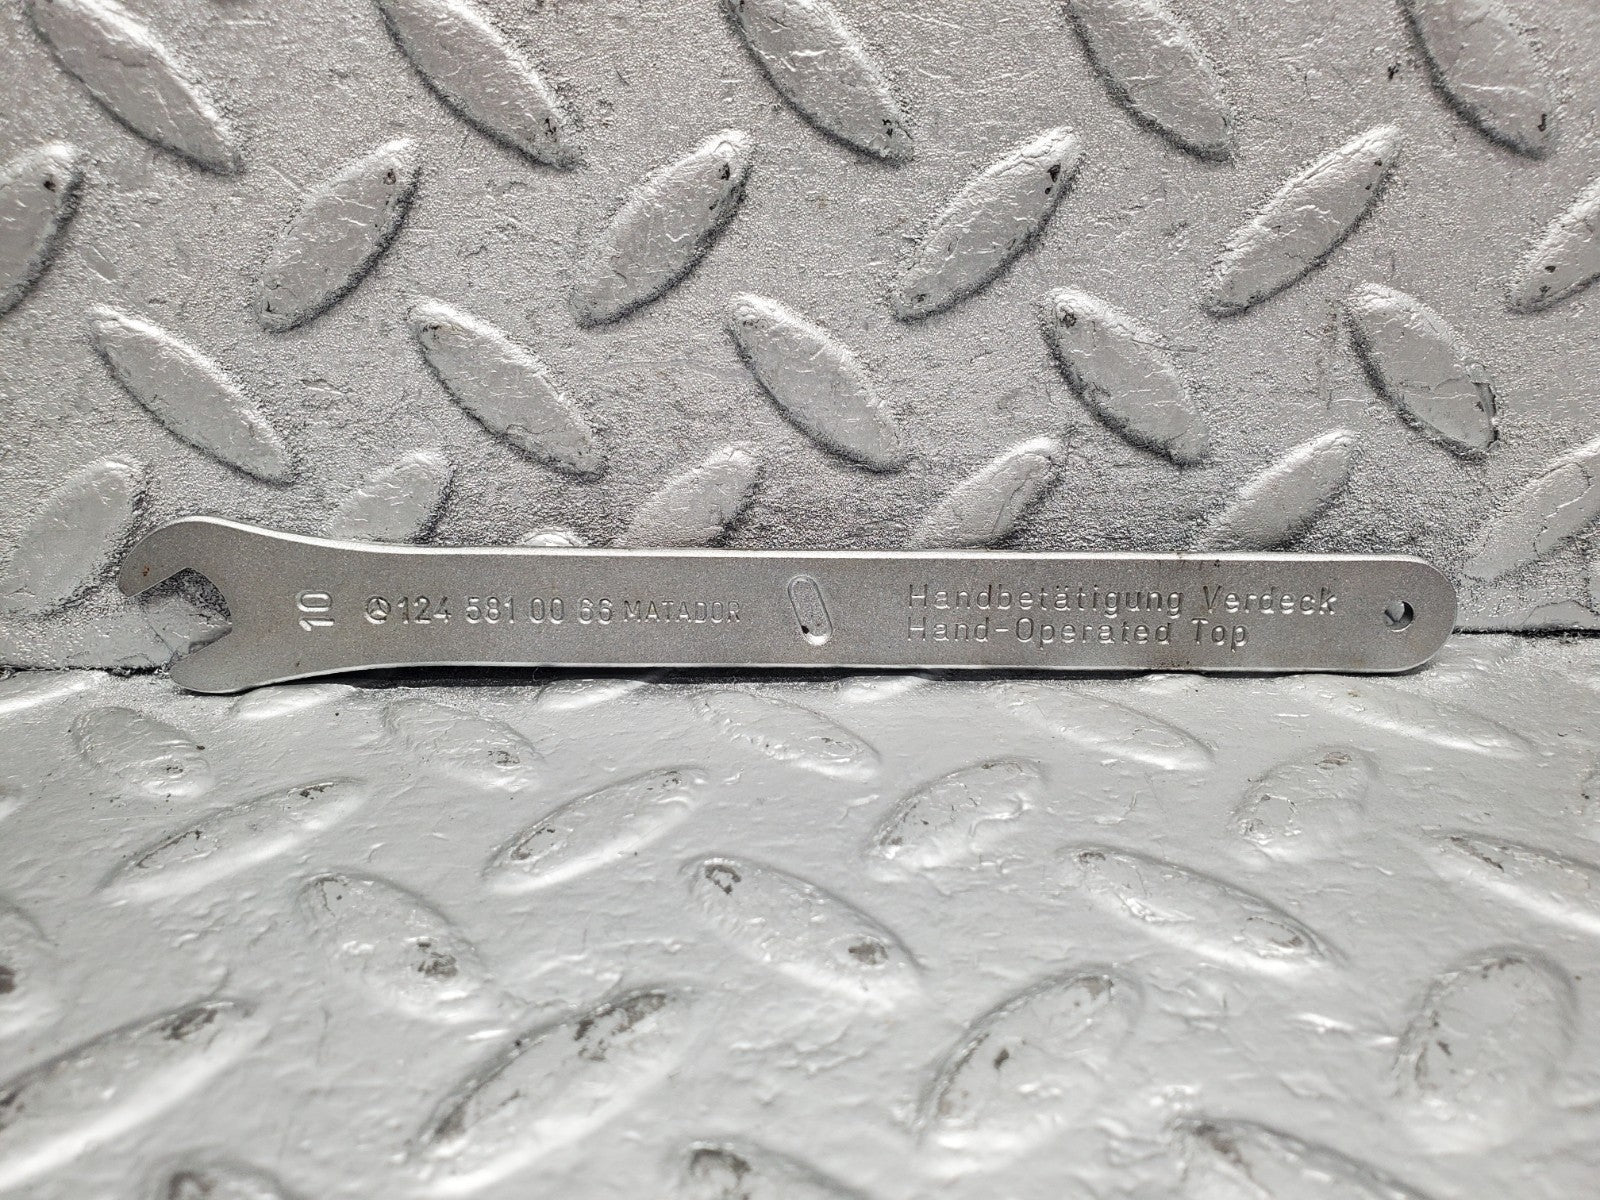 10
124 581 00 66 MATADOR
Handbetätigung Verdeck
Hand-Operated Top